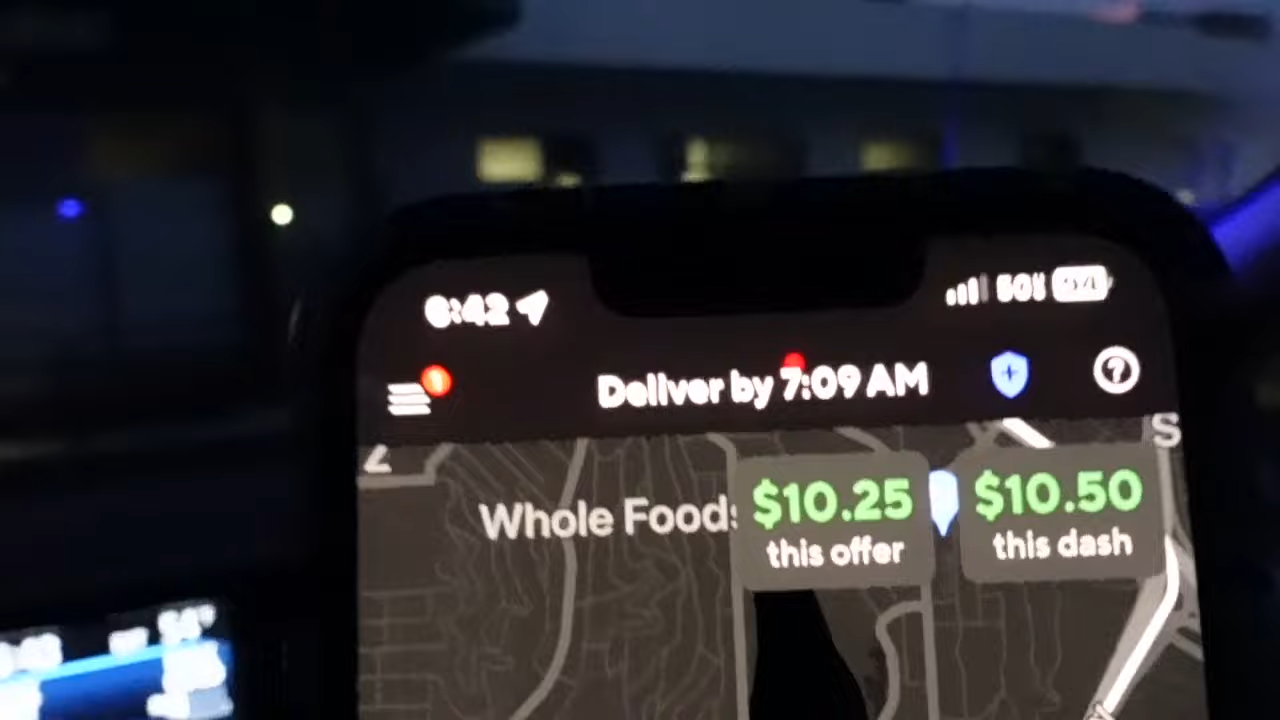 6:42
Deliver by 7:09 AM
Whole Foods
$10.25
this offer
$10.50
this dash
S